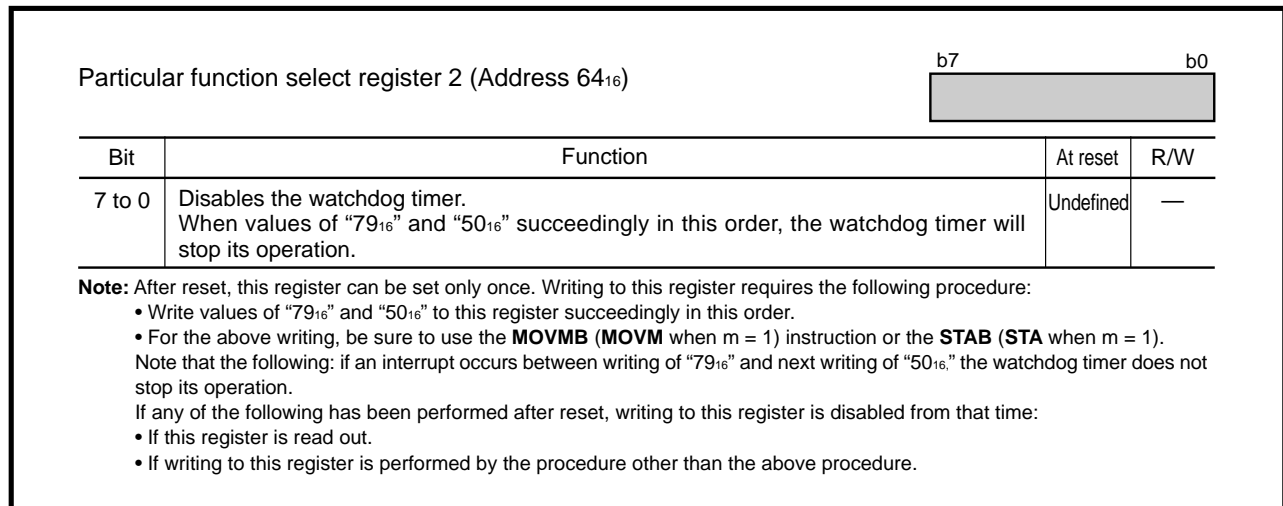 b7 b0
Particular function select register 2 (Address 64₁₆)
Bit Function At reset R/W
7 to 0 Disables the watchdog timer. Undefined —
When values of “79₁₆” and “50₁₆” succeedingly in this order, the watchdog timer will
stop its operation.
Note: After reset, this register can be set only once. Writing to this register requires the following procedure:
• Write values of “79₁₆” and “50₁₆” to this register succeedingly in this order.
• For the above writing, be sure to use the MOVMB (MOVM when m = 1) instruction or the STAB (STA when m = 1).
Note that the following: if an interrupt occurs between writing of “79₁₆” and next writing of “50₁₆,” the watchdog timer does not
stop its operation.
If any of the following has been performed after reset, writing to this register is disabled from that time:
• If this register is read out.
• If writing to this register is performed by the procedure other than the above procedure.